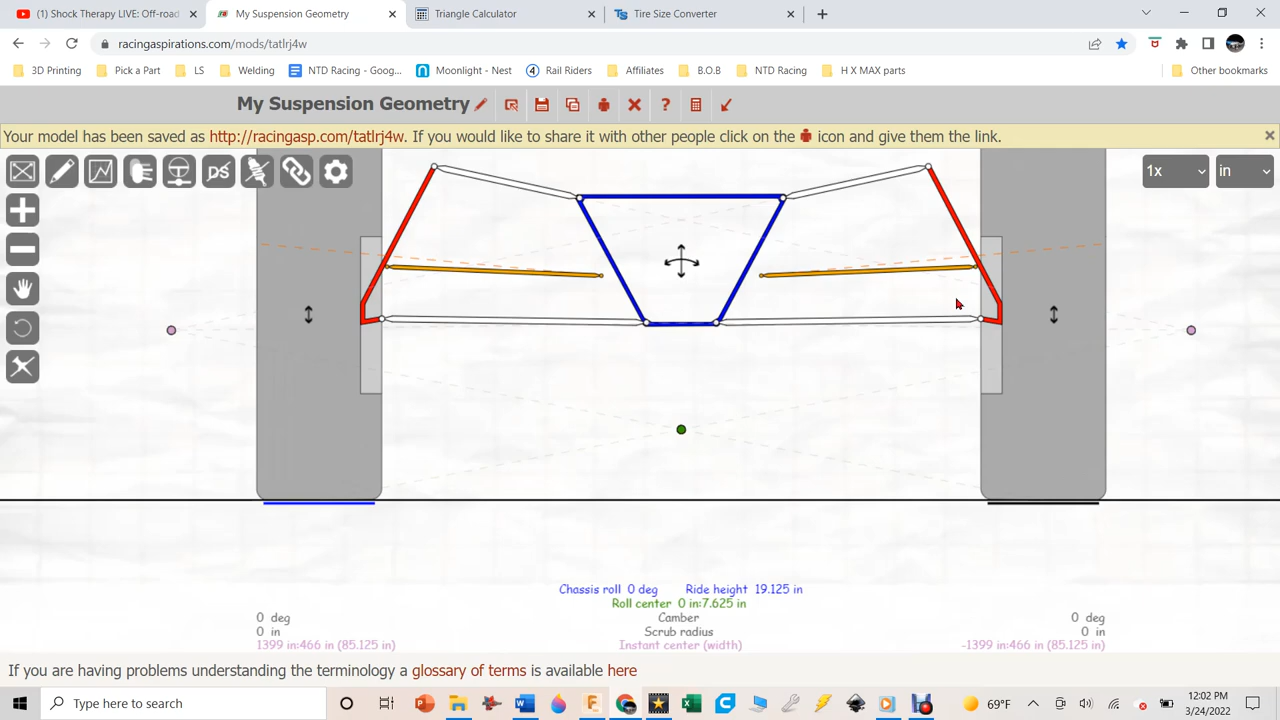 Shock Therapy LIVE: Off-road
My Suspension Geometry
Triangle Calculator
Tire Size Converter
racingaspirations.com/mods/tatlrj4w
3D Printing
Pick a Part
LS
Welding
NTD Racing - Goog...
Moonlight - Nest
Rail Riders
Affiliates
B.O.B
NTD Racing
H X MAX parts
Other bookmarks
My Suspension Geometry
Your model has been saved as http://racingasp.com/tatlrj4w. If you would like to share it with other people click on the icon and give them the link.
1x
in
Chassis roll 0 deg Ride height 19.125 in
Roll center 0 in:7.625 in
0 deg Camber 0 deg
0 in Scrub radius 0 in
1399 in:466 in (85.125 in) Instant center (width) -1399 in:466 in (85.125 in)
If you are having problems understanding the terminology a glossary of terms is available here
Type here to search
69°F
12:02 PM
3/24/2022